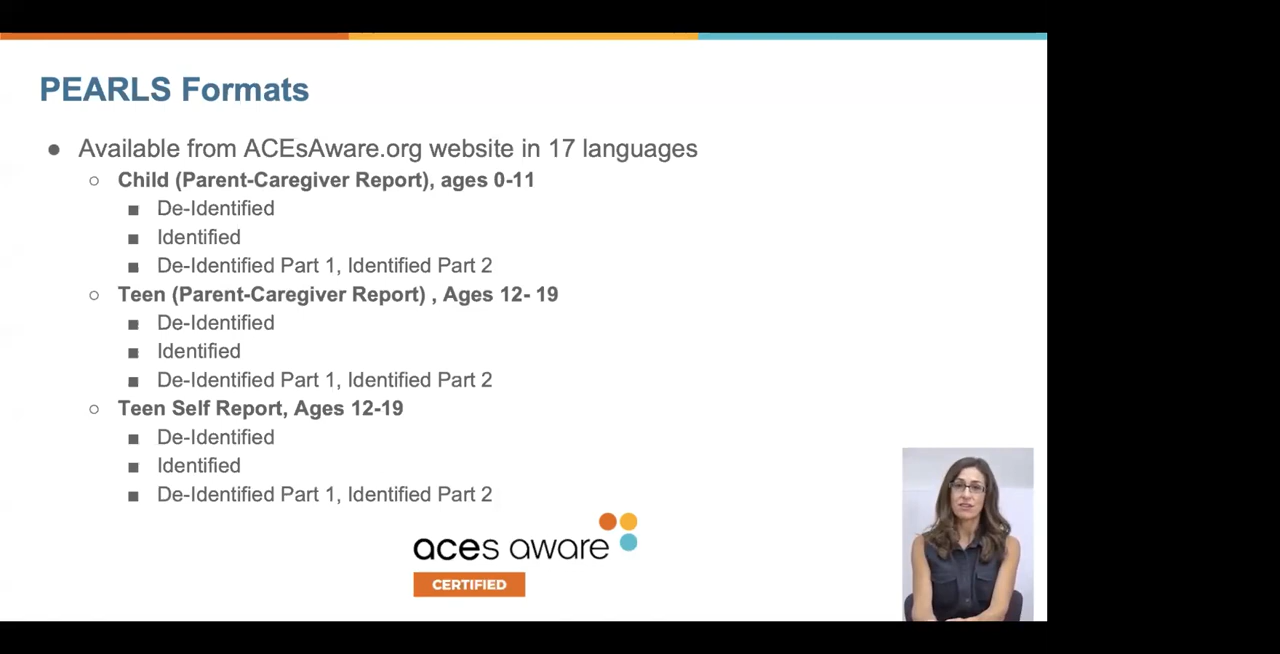 PEARLS Formats
● Available from ACEsAware.org website in 17 languages
○ Child (Parent-Caregiver Report), ages 0-11
■ De-Identified
■ Identified
■ De-Identified Part 1, Identified Part 2
○ Teen (Parent-Caregiver Report) , Ages 12- 19
■ De-Identified
■ Identified
■ De-Identified Part 1, Identified Part 2
○ Teen Self Report, Ages 12-19
■ De-Identified
■ Identified
■ De-Identified Part 1, Identified Part 2
aces aware
CERTIFIED